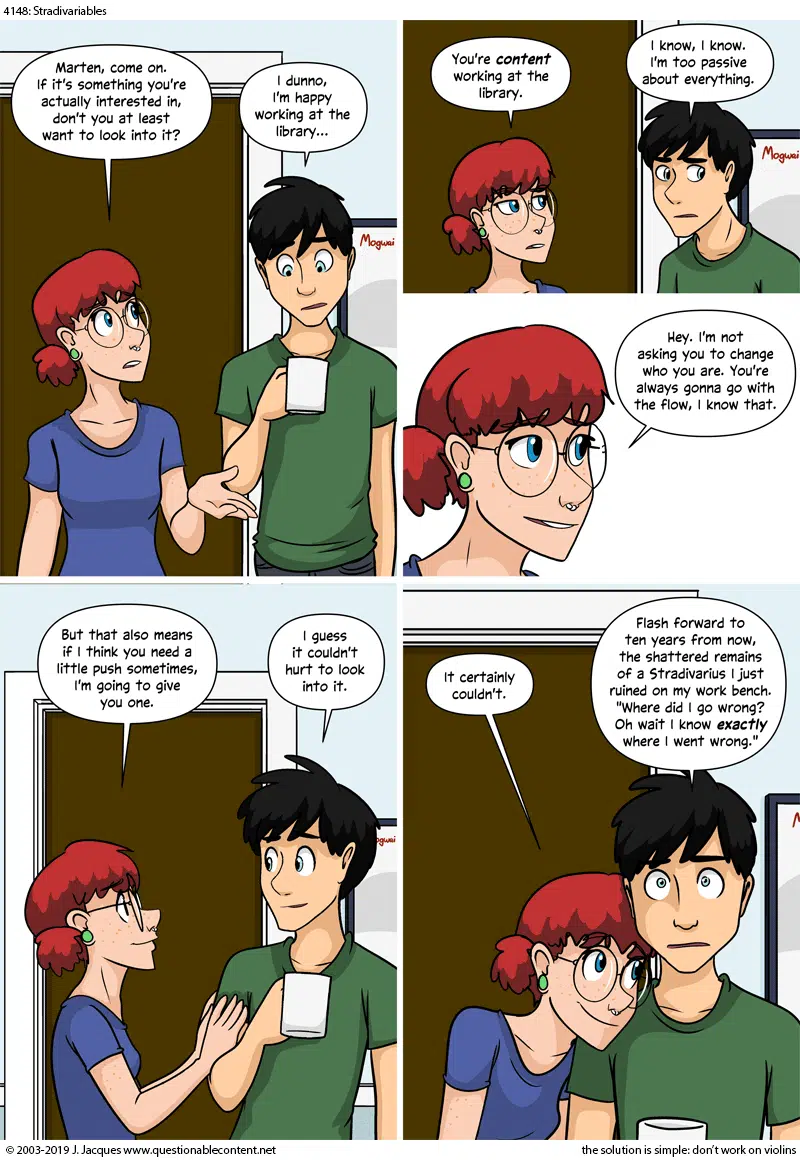 4148: Stradivariables
Marten, come on.
If it's something you're
actually interested in,
don't you at least
want to look into it?
I dunno,
I'm happy
working at the
library...
Mogwai
You're content
working at the
library.
I know, I know.
I'm too passive
about everything.
Mogwai
Hey. I'm not
asking you to change
who you are. You're
always gonna go with
the flow, I know that.
But that also means
if I think you need a
little push sometimes,
I'm going to give
you one.
I guess
it couldn't
hurt to look
into it.
ogwai
It certainly
couldn't.
Flash forward to
ten years from now,
the shattered remains
of a Stradivarius I just
ruined on my work bench.
"Where did I go wrong?
Oh wait I know exactly
where I went wrong."
M
© 2003-2019 J. Jacques www.questionablecontent.net
the solution is simple: don't work on violins